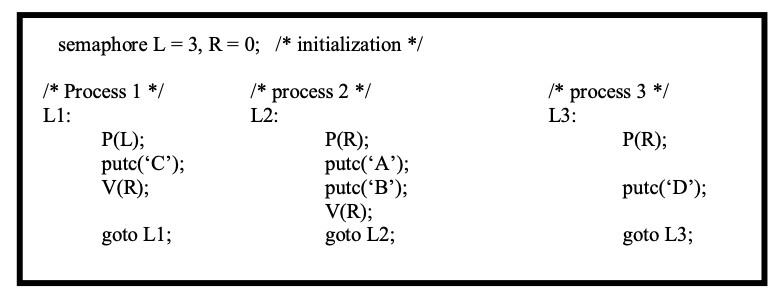 semaphore L = 3, R = 0; /* initialization */
/* Process 1 */ /* process 2 */ /* process 3 */
L1: L2: L3:
P(L); P(R); P(R);
putc(‘C’); putc(‘A’);
V(R); putc(‘B’); putc(‘D’);
V(R);
goto L1; goto L2; goto L3;